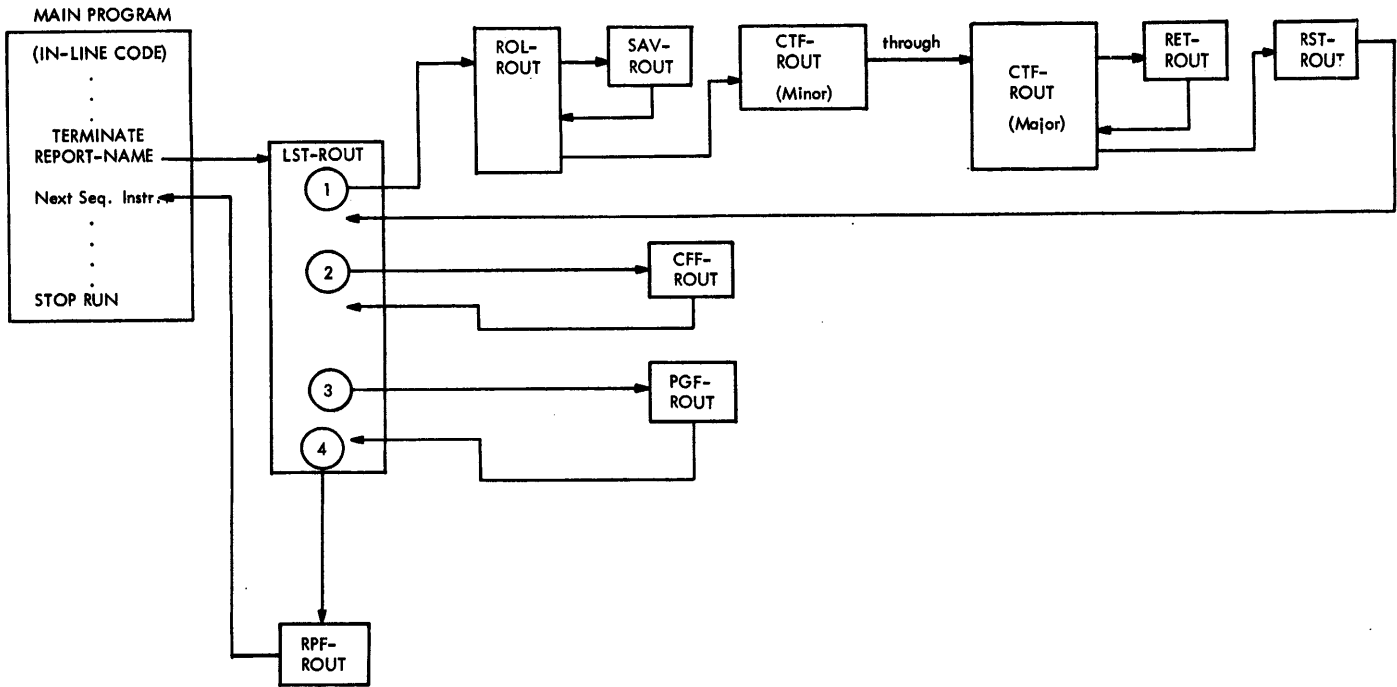 MAIN PROGRAM
(IN-LINE CODE)
TERMINATE
REPORT-NAME
Next Seq. Instr.
STOP RUN
LST-ROUT
1
2
3
4
ROL-
ROUT
SAV-
ROUT
CTF-
ROUT
(Minor)
through
CTF-
ROUT
(Major)
RET-
ROUT
RST-
ROUT
CFF-
ROUT
PGF-
ROUT
RPF-
ROUT